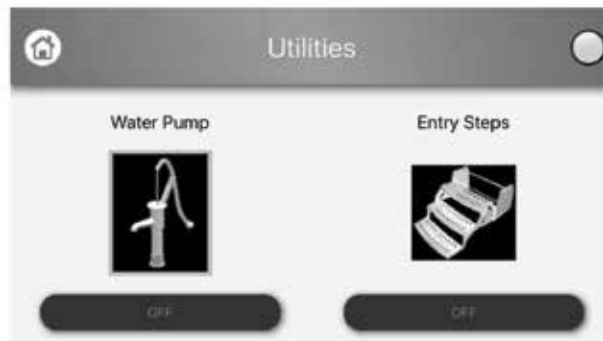 Utilities
Water Pump
Entry Steps
OFF
OFF